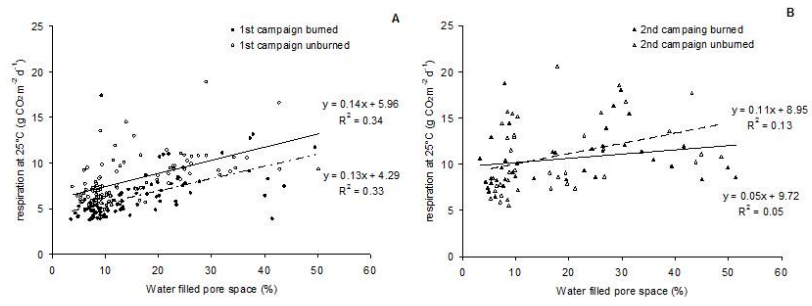 A
• 1st campaign burned
○ 1st campaign unburned
respiration at 25°C (g CO₂m⁻² d⁻¹)
25
20
15
10
5
0
y = 0.14x + 5.96
R² = 0.34
y = 0.13x + 4.29
R² = 0.33
0 10 20 30 40 50 60
Water filled pore space (%)
B
▲ 2nd campaing burned
△ 2nd campaign unburned
respiration at 25°C (g CO₂m⁻² d⁻¹)
25
20
15
10
5
0
y = 0.11x + 8.95
R² = 0.13
y = 0.05x + 9.72
R² = 0.05
0 10 20 30 40 50 60
Water filled pore space (%)